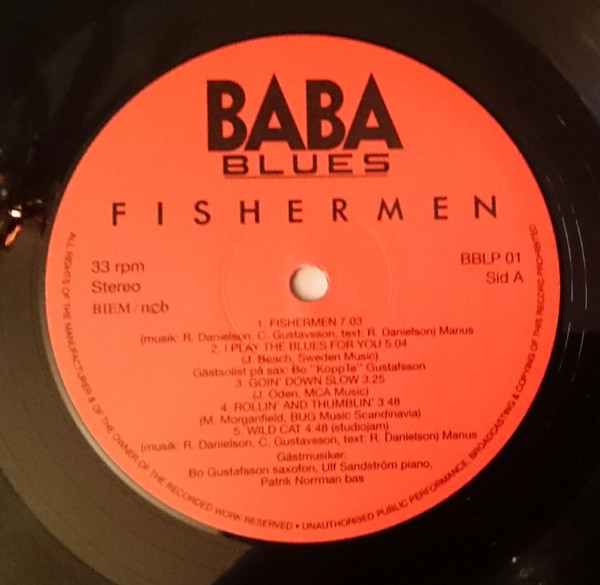 BABA
BLUES
FISHERMEN
33 rpm
Stereo
BIEM/ncb
BBLP 01
Sid A
1. FISHERMEN 7.03
(musik: R. Danielson, C. Gustavsson, text: R. Danielson) Manus
2. I PLAY THE BLUES FOR YOU 5.04
(J. Beach, Sweden Music)
Gästsolist på sax: Bo "KoppTe" Gustafsson
3. GOIN' DOWN SLOW 3.25
(J. Oden, MCA Music)
4. ROLLIN' AND THUMBLIN' 3.48
(M. Morganfield, BUG Music Scandinavia)
5. WILD CAT 4.48 (studiojam)
(musik: R. Danielson, C. Gustavsson, text: R. Danielson) Manus
Gästmusiker:
Bo Gustafsson saxofon, Ulf Sandström piano,
Patrik Norrman bas
ALL RIGHTS OF THE MANUFACTURERS & OF THE OWNER OF THE RECORDED WORK RESERVED • UNAUTHORISED PUBLIC PERFORMANCE, BROADCASTING & COPYING OF THIS RECORD PROHIBITED